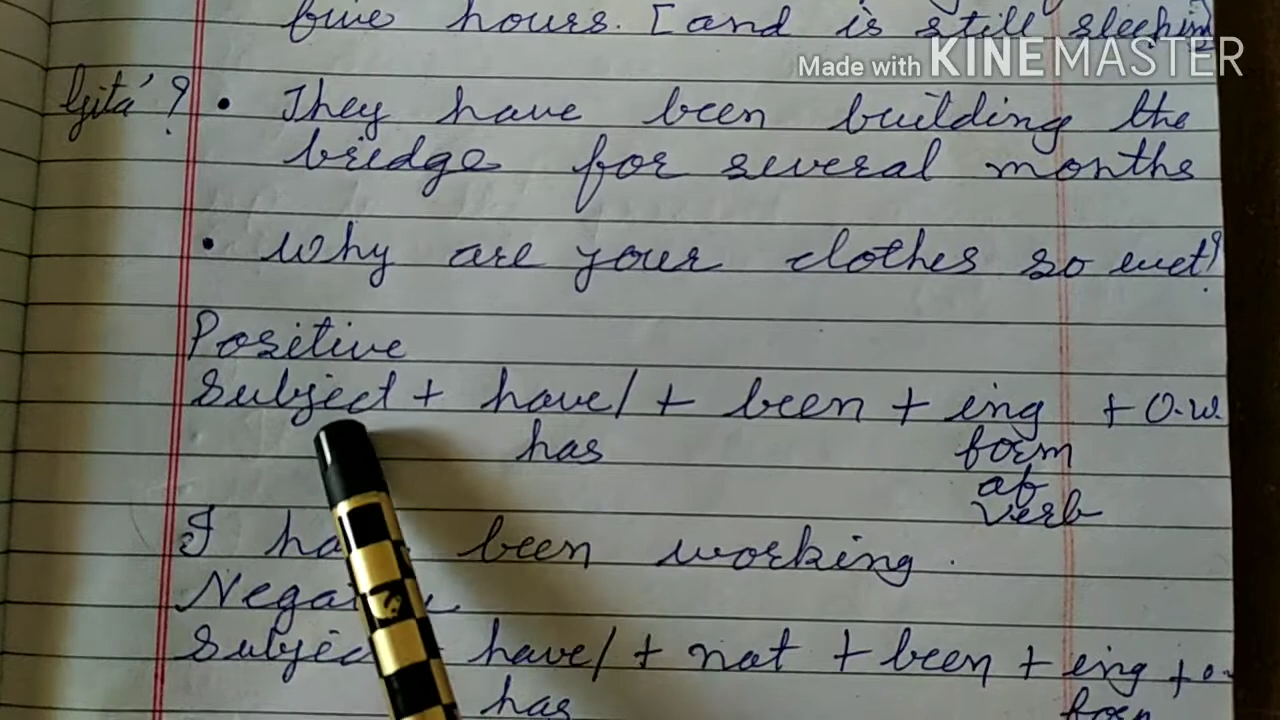 five hours. [and is still sleeping
Made with KINEMASTER
Gita'?
• They have been building the
bridge for several months
• Why are your clothes so wet?
Positive
Subject + have/ + been + ing + O.W.
has form
of
verb
I ha been working.
Nega
Subjec have/ + not + been + ing + o.
has form